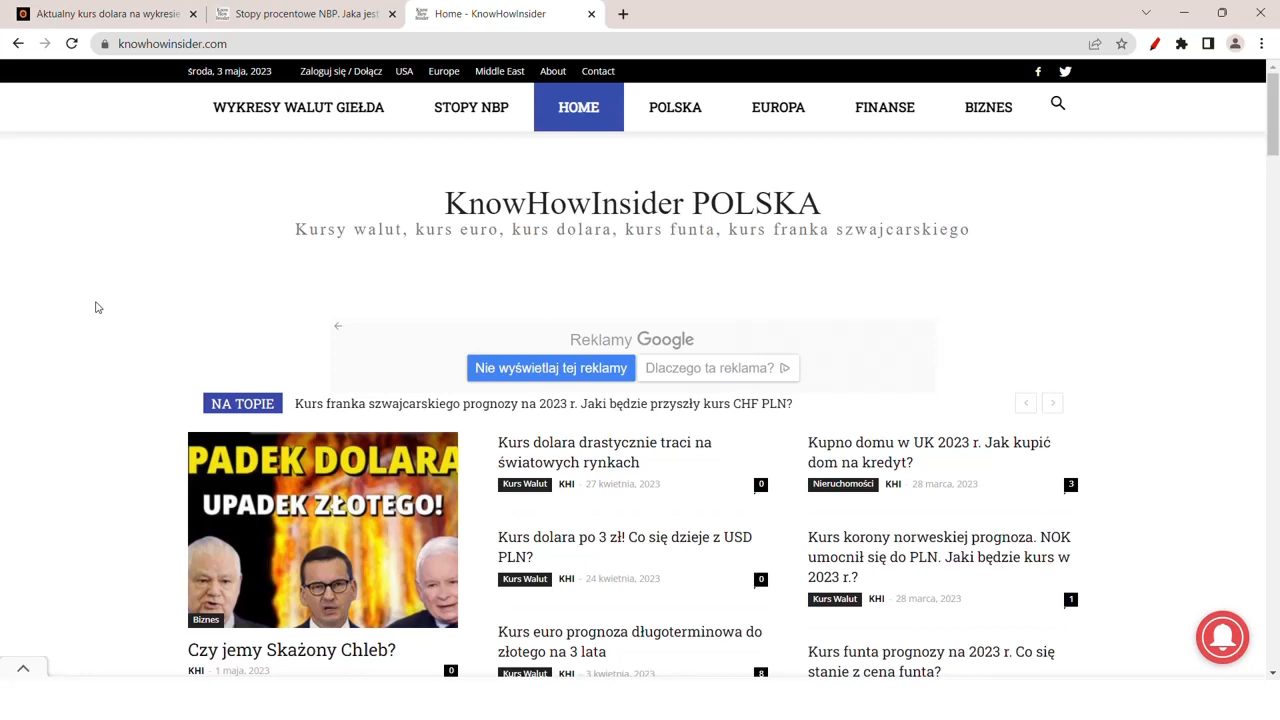 Aktualny kurs dolara na wykresie
Stopy procentowe NBP. Jaka jest
Home - KnowHowInsider
knowhowinsider.com
środa, 3 maja, 2023
Zaloguj się / Dołącz
USA
Europe
Middle East
About
Contact
WYKRESY WALUT GIEŁDA
STOPY NBP
HOME
POLSKA
EUROPA
FINANSE
BIZNES
KnowHowInsider POLSKA
Kursy walut, kurs euro, kurs dolara, kurs funta, kurs franka szwajcarskiego
Reklamy Google
Nie wyświetlaj tej reklamy
Dlaczego ta reklama?
NA TOPIE
Kurs franka szwajcarskiego prognozy na 2023 r. Jaki będzie przyszły kurs CHF PLN?
PADEK DOLARA
UPADEK ZŁOTEGO!
Biznes
Czy jemy Skażony Chleb?
KHI - 1 maja, 2023
0
Kurs dolara drastycznie traci na
światowych rynkach
Kurs Walut KHI - 27 kwietnia, 2023
0
Kurs dolara po 3 zł! Co się dzieje z USD
PLN?
Kurs Walut KHI - 24 kwietnia, 2023
0
Kurs euro prognoza długoterminowa do
złotego na 3 lata
Kurs Walut KHI - 3 kwietnia, 2023
8
Kupno domu w UK 2023 r. Jak kupić
dom na kredyt?
Nieruchomości KHI - 28 marca, 2023
3
Kurs korony norweskiej prognoza. NOK
umocnił się do PLN. Jaki będzie kurs w
2023 r.?
Kurs Walut KHI - 28 marca, 2023
1
Kurs funta prognozy na 2023 r. Co się
stanie z cena funta?